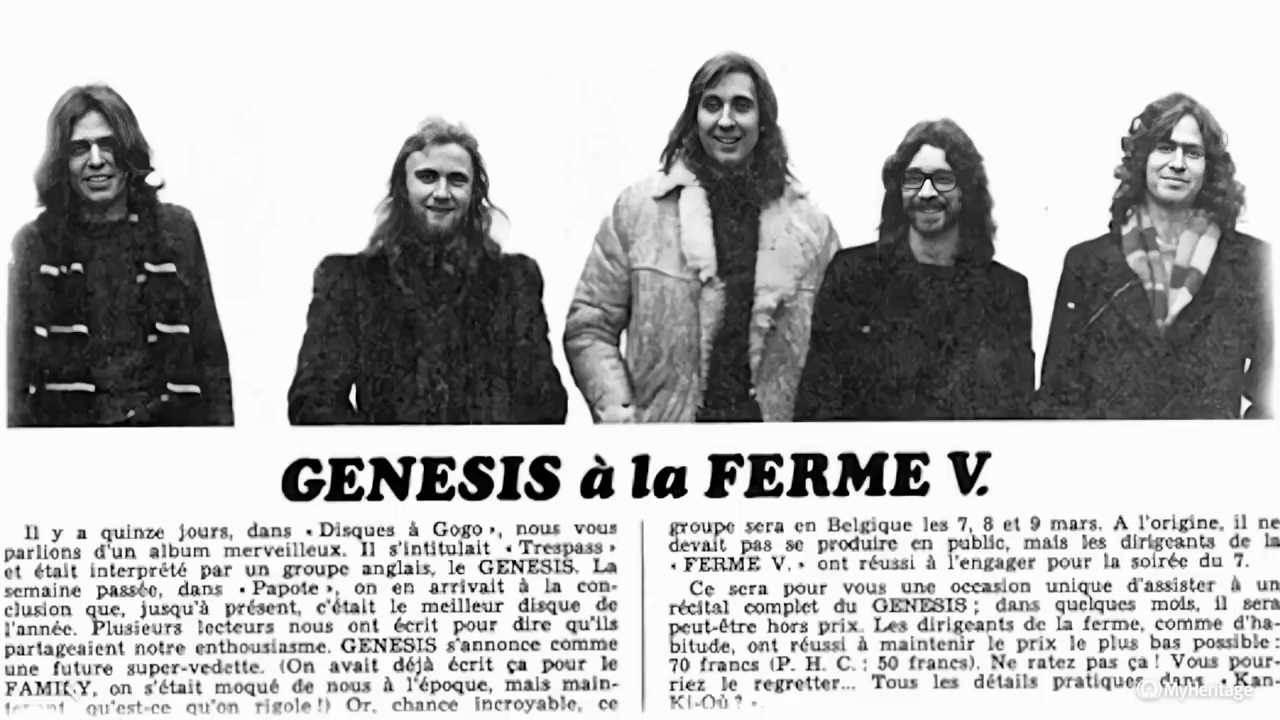 GENESIS à la FERME V.
Il y a quinze jours, dans « Disques à Gogo », nous vous
parlions d'un album merveilleux. Il s'intitulait « Trespass »
et était interprété par un groupe anglais, le GENESIS. La
semaine passée, dans « Papote », on en arrivait à la con-
clusion que, jusqu'à présent, c'était le meilleur disque de
l'année. Plusieurs lecteurs nous ont écrit pour dire qu'ils
partageaient notre enthousiasme. GENESIS s'annonce comme
une future super-vedette. (On avait déjà écrit ça pour le
FAMILY, on s'était moqué de nous à l'époque, mais main-
tenant qu'est-ce qu'on rigole !) Or, chance incroyable, ce
groupe sera en Belgique les 7, 8 et 9 mars. A l'origine, il ne
devait pas se produire en public, mais les dirigeants de la
« FERME V. » ont réussi à l'engager pour la soirée du 7.
Ce sera pour vous une occasion unique d'assister à un
récital complet du GENESIS ; dans quelques mois, il sera
peut-être hors prix. Les dirigeants de la ferme, comme d'ha-
bitude, ont réussi à maintenir le prix le plus bas possible :
70 francs (P. H. C. : 50 francs). Ne ratez pas ça ! Vous pour-
riez le regretter... Tous les détails pratiques dans « Kan-
Ki-Où ? ».
MyHeritage